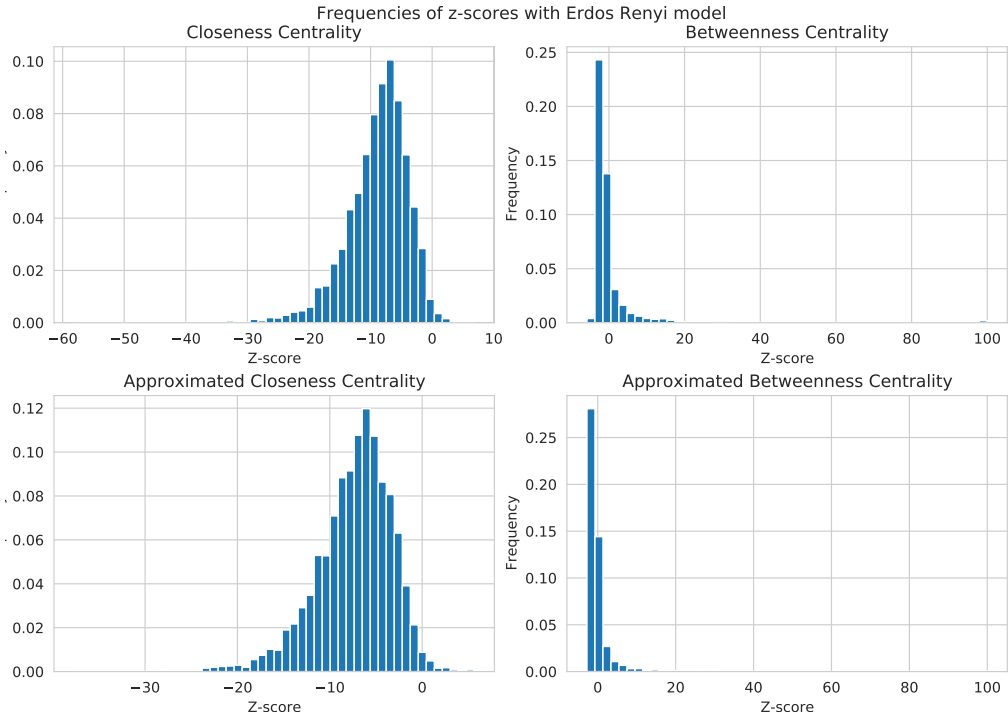 Frequencies of z-scores with Erdos Renyi model
Closeness Centrality
0.10
0.08
0.06
0.04
0.02
0.00
−60 −50 −40 −30 −20 −10 0 10
Z-score
Betweenness Centrality
Frequency
0.25
0.20
0.15
0.10
0.05
0.00
0 20 40 60 80 100
Z-score
Approximated Closeness Centrality
0.12
0.10
0.08
0.06
0.04
0.02
0.00
−30 −20 −10 0
Z-score
Approximated Betweenness Centrality
Frequency
0.25
0.20
0.15
0.10
0.05
0.00
0 20 40 60 80 100
Z-score